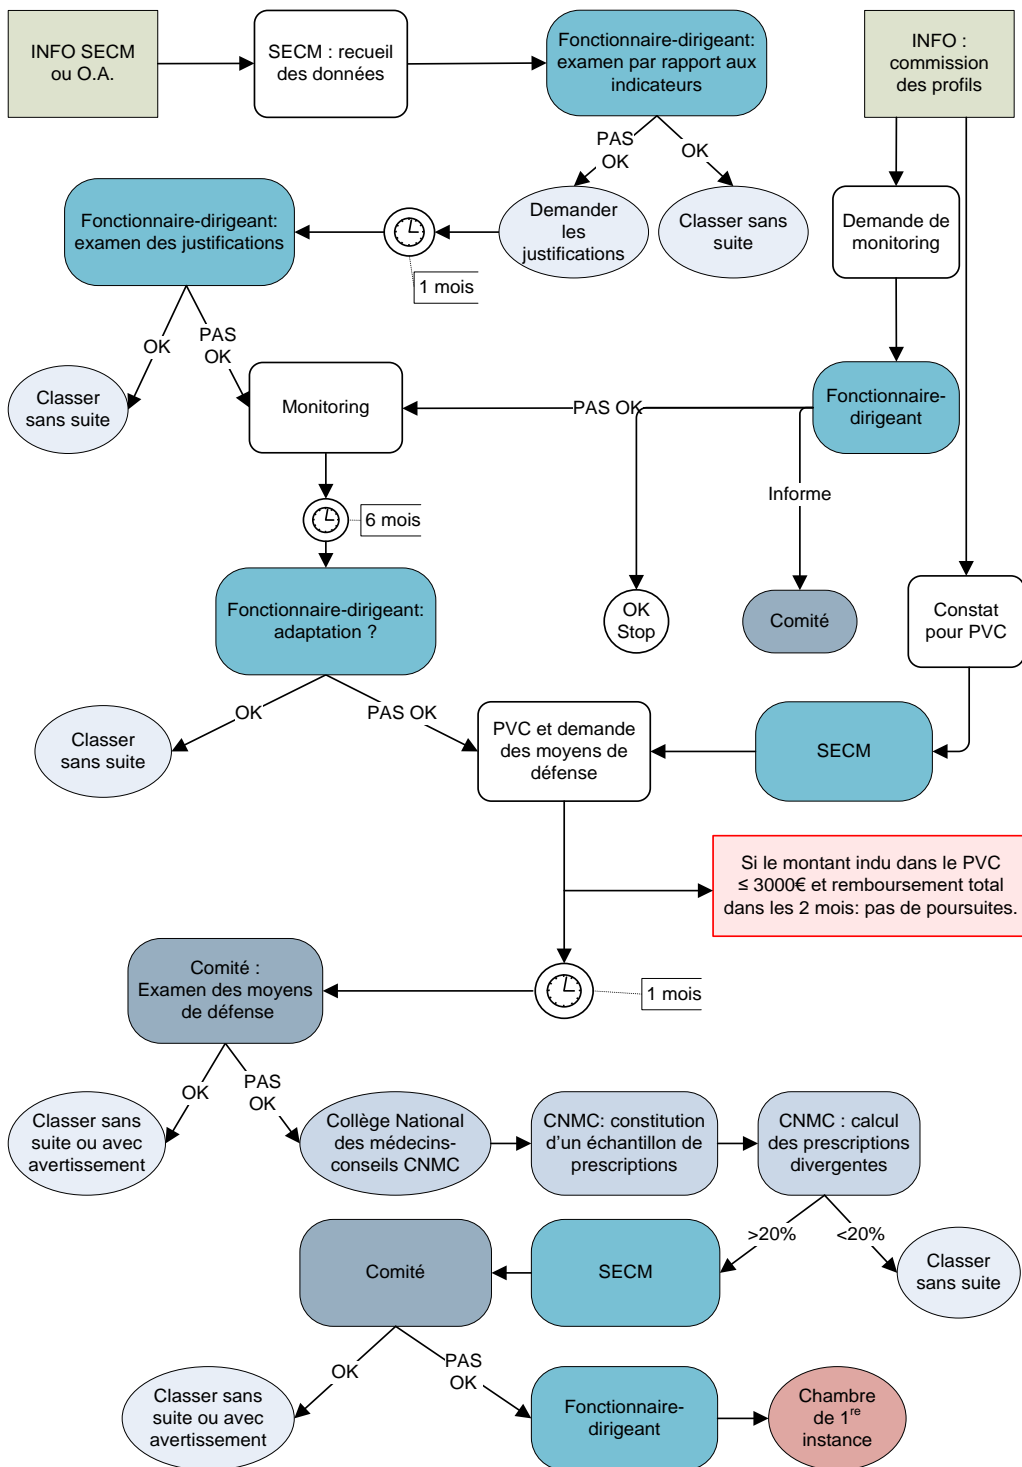 INFO SECM
ou O.A.
SECM : recueil
des données
Fonctionnaire-dirigeant:
examen par rapport aux
indicateurs
INFO :
commission
des profils
PAS
OK
OK
Demander
les
justifications
Classer sans
suite
Demande de
monitoring
Fonctionnaire-dirigeant:
examen des justifications
1 mois
OK
PAS
OK
Classer
sans suite
Monitoring
PAS OK
Fonctionnaire-
dirigeant
Informe
6 mois
Fonctionnaire-dirigeant:
adaptation ?
OK
Stop
Comité
Constat
pour PVC
OK
PAS OK
Classer
sans suite
PVC et demande
des moyens de
défense
SECM
Si le montant indu dans le PVC
≤ 3000€ et remboursement total
dans les 2 mois: pas de poursuites.
Comité :
Examen des moyens
de défense
1 mois
OK
PAS
OK
Classer sans
suite ou avec
avertissement
Collège National
des médecins-
conseils CNMC
CNMC: constitution
d'un échantillon de
prescriptions
CNMC : calcul
des prescriptions
divergentes
>20%
<20%
Comité
SECM
Classer
sans suite
OK
PAS
OK
Classer sans
suite ou avec
avertissement
Fonctionnaire-
dirigeant
Chambre
de 1re
instance